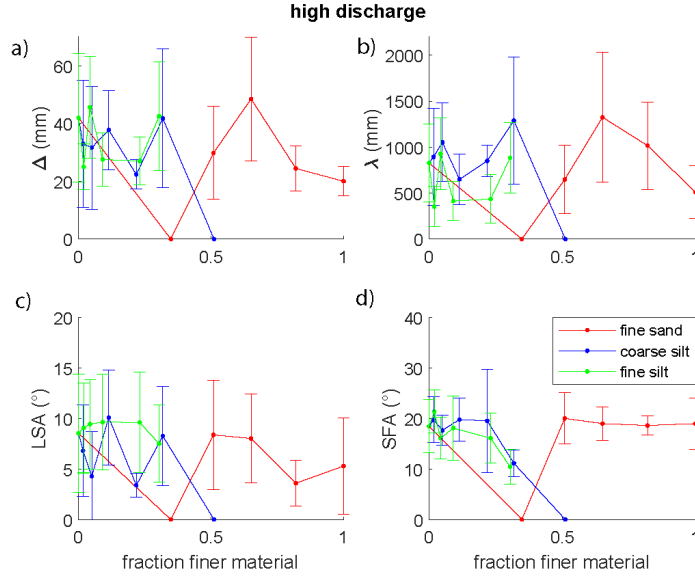 high discharge
a)
b)
60
40
20
0
Δ (mm)
0
0.5
1
2000
1500
1000
500
0
λ (mm)
0
0.5
1
c)
d)
20
15
10
5
0
LSA (°)
0
0.5
1
fraction finer material
40
30
20
10
0
SFA (°)
fine sand
coarse silt
fine silt
0
0.5
1
fraction finer material